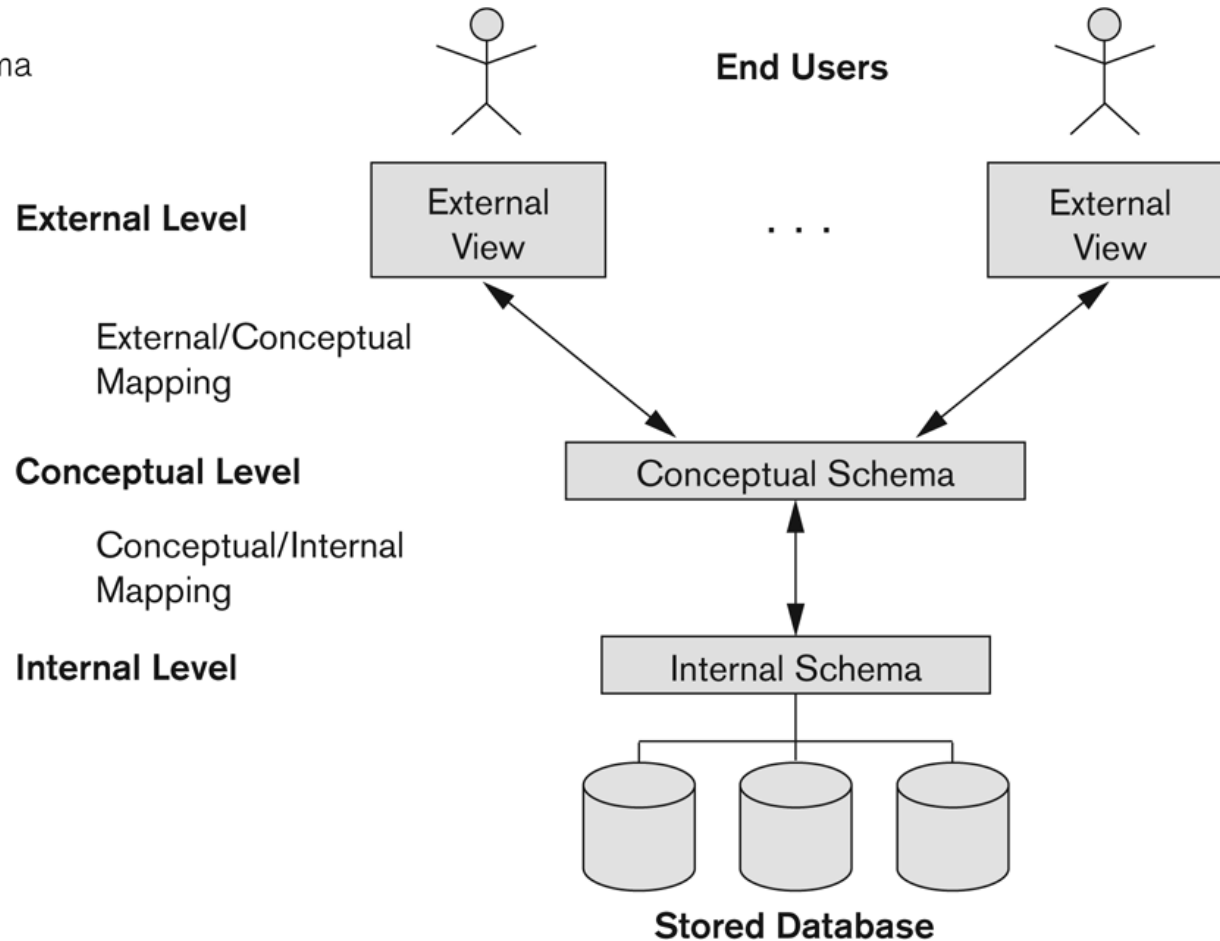 End Users
External Level
External
View
. . .
External
View
External/Conceptual
Mapping
Conceptual Level
Conceptual Schema
Conceptual/Internal
Mapping
Internal Level
Internal Schema
Stored Database